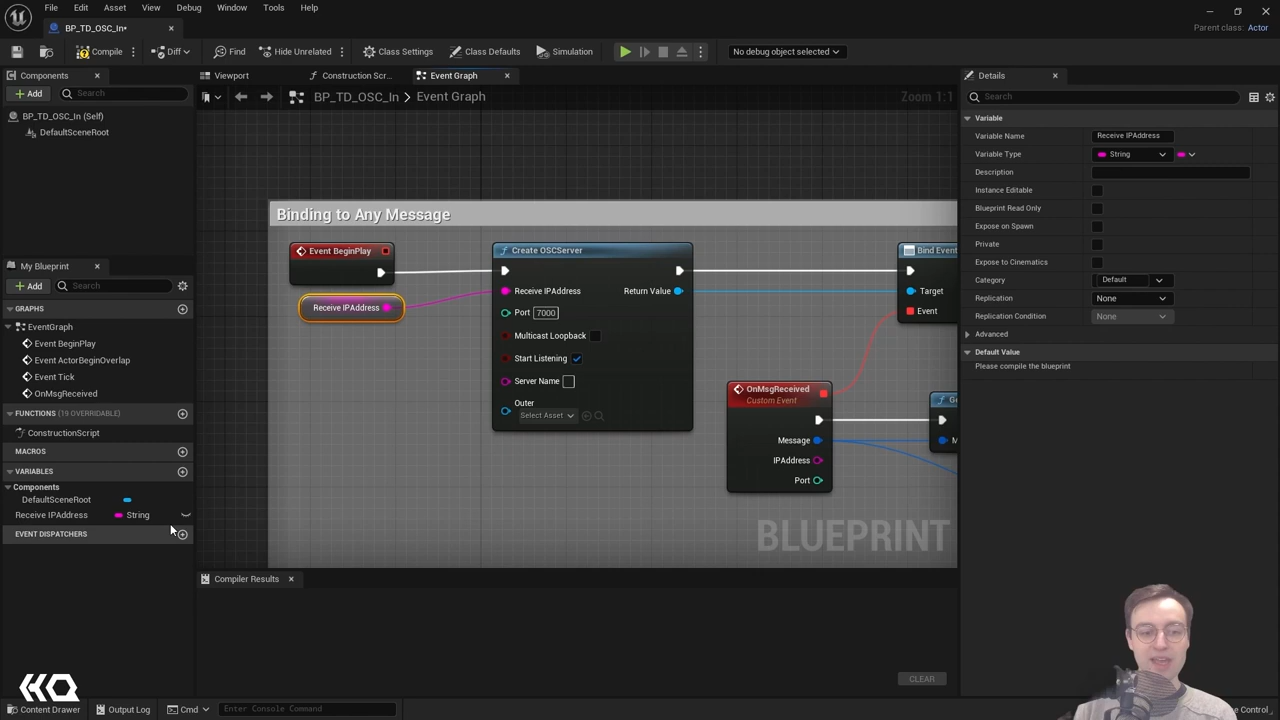 File Edit Asset View Debug Window Tools Help
BP_TD_OSC_In•
Parent class: Actor
Compile Diff Find Hide Unrelated Class Settings Class Defaults Simulation No debug object selected
Components
Add Search
BP_TD_OSC_In (Self)
DefaultSceneRoot
My Blueprint
Add Search
GRAPHS
EventGraph
Event BeginPlay
Event ActorBeginOverlap
Event Tick
OnMsgReceived
FUNCTIONS (19 OVERRIDABLE)
ConstructionScript
MACROS
VARIABLES
Components
DefaultSceneRoot
Receive IPAddress String
EVENT DISPATCHERS
Viewport Construction Scr... Event Graph
BP_TD_OSC_In > Event Graph Zoom 1:1
Binding to Any Message
Event BeginPlay
Receive IPAddress
Create OSCServer
Receive IPAddress Return Value
Port 7000
Multicast Loopback
Start Listening
Server Name
Outer
Select Asset
Bind Event
Target
Event
OnMsgReceived
Custom Event
Message
IPAddress
Port
BLUEPRINT
Compiler Results
CLEAR
Details
Search
Variable
Variable Name Receive IPAddress
Variable Type String
Description
Instance Editable
Blueprint Read Only
Expose on Spawn
Private
Expose to Cinematics
Category Default
Replication None
Replication Condition None
Advanced
Default Value
Please compile the blueprint
Content Drawer Output Log Cmd Enter Console Command